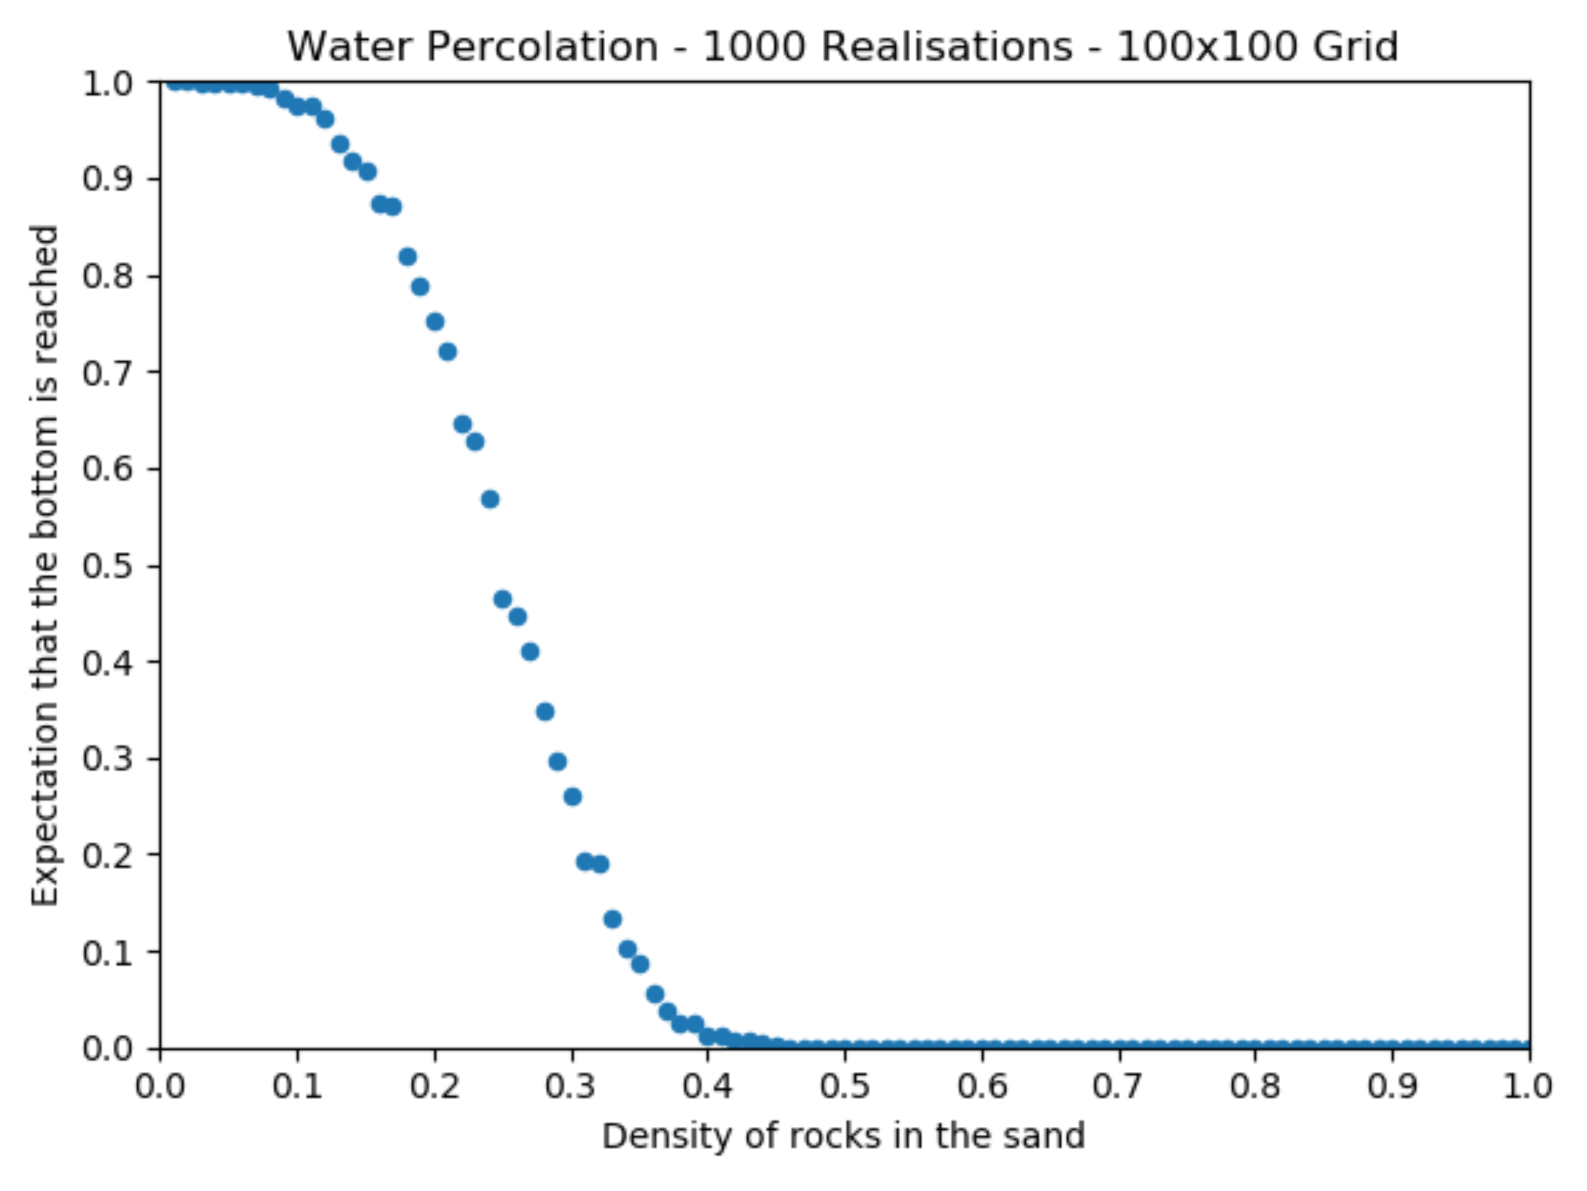 Water Percolation - 1000 Realisations - 100x100 Grid
Expectation that the bottom is reached
1.0
0.9
0.8
0.7
0.6
0.5
0.4
0.3
0.2
0.1
0.0
0.0 0.1 0.2 0.3 0.4 0.5 0.6 0.7 0.8 0.9 1.0
Density of rocks in the sand